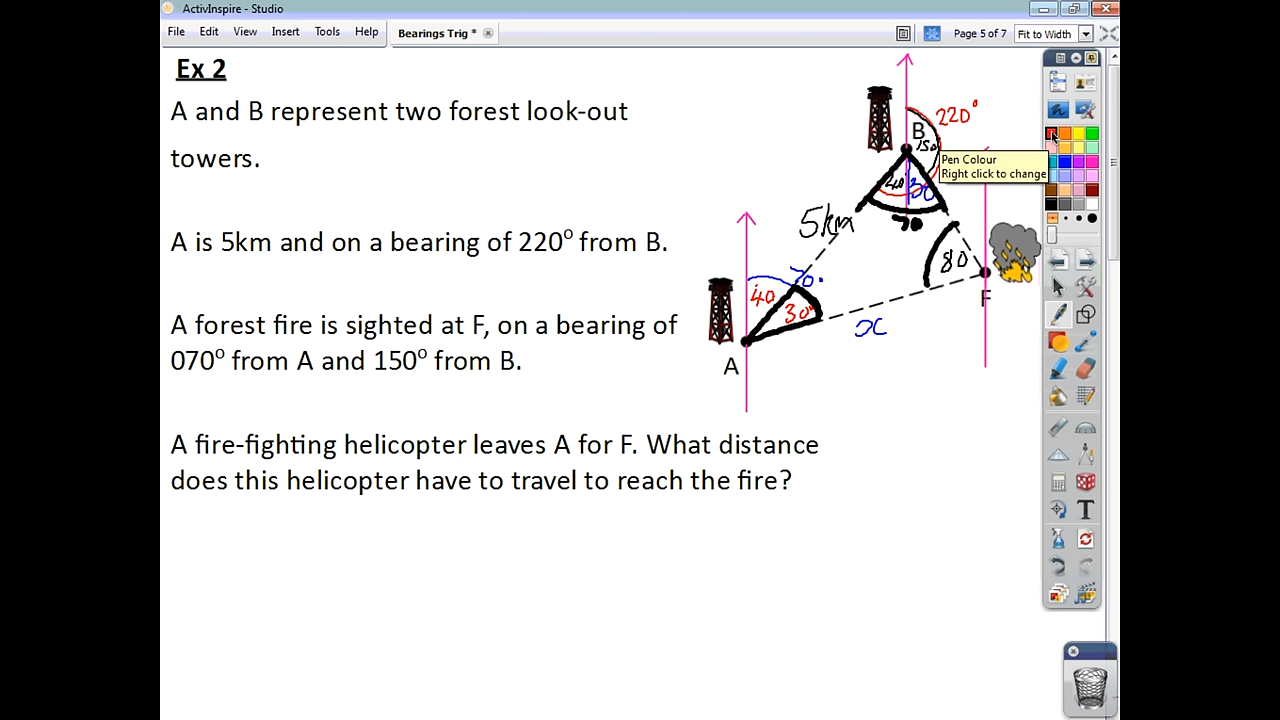 ActivInspire - Studio
File Edit View Insert Tools Help
Bearings Trig *
Page 5 of 7
Fit to Width
Ex 2
A and B represent two forest look-out
towers.
A is 5km and on a bearing of 220° from B.
A forest fire is sighted at F, on a bearing of
070° from A and 150° from B.
A fire-fighting helicopter leaves A for F. What distance
does this helicopter have to travel to reach the fire?
220°
B
150
Pen Colour
Right click to change
40
30
70
5km
80
70°
40
30°
F
x
A
T